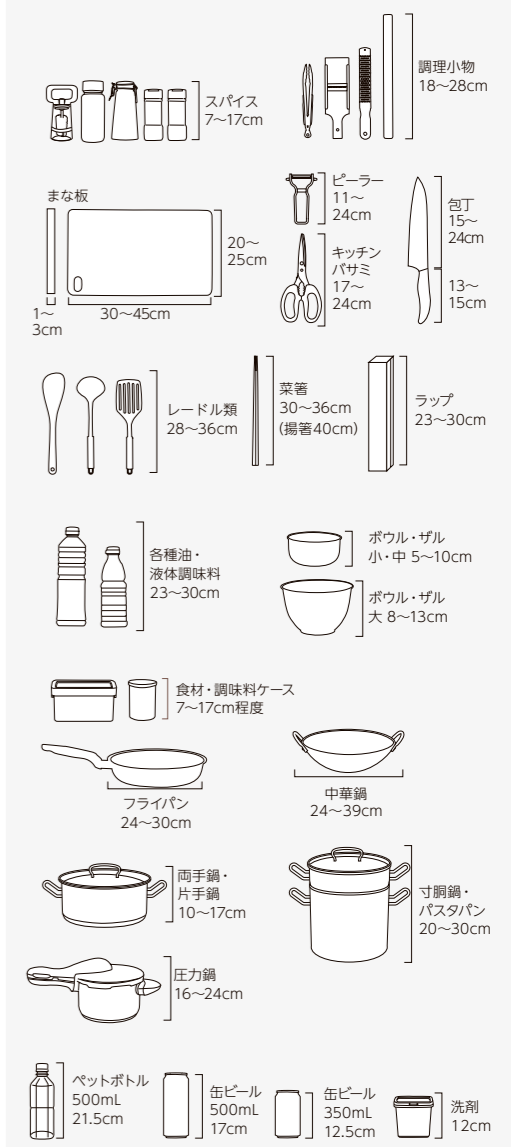 スパイス
7〜17cm
調理小物
18〜28cm
まな板
20〜
25cm
1〜
3cm
30〜45cm
ピーラー
11〜
24cm
キッチン
バサミ
17〜
24cm
包丁
15〜
24cm
13〜
15cm
レードル類
28〜36cm
菜箸
30〜36cm
(揚箸40cm)
ラップ
23〜30cm
各種油・
液体調味料
23〜30cm
ボウル・ザル
小・中 5〜10cm
ボウル・ザル
大 8〜13cm
食材・調味料ケース
7〜17cm程度
フライパン
24〜30cm
中華鍋
24〜39cm
両手鍋・
片手鍋
10〜17cm
寸胴鍋・
パスタパン
20〜30cm
圧力鍋
16〜24cm
ペットボトル
500mL
21.5cm
缶ビール
500mL
17cm
缶ビール
350mL
12.5cm
洗剤
12cm